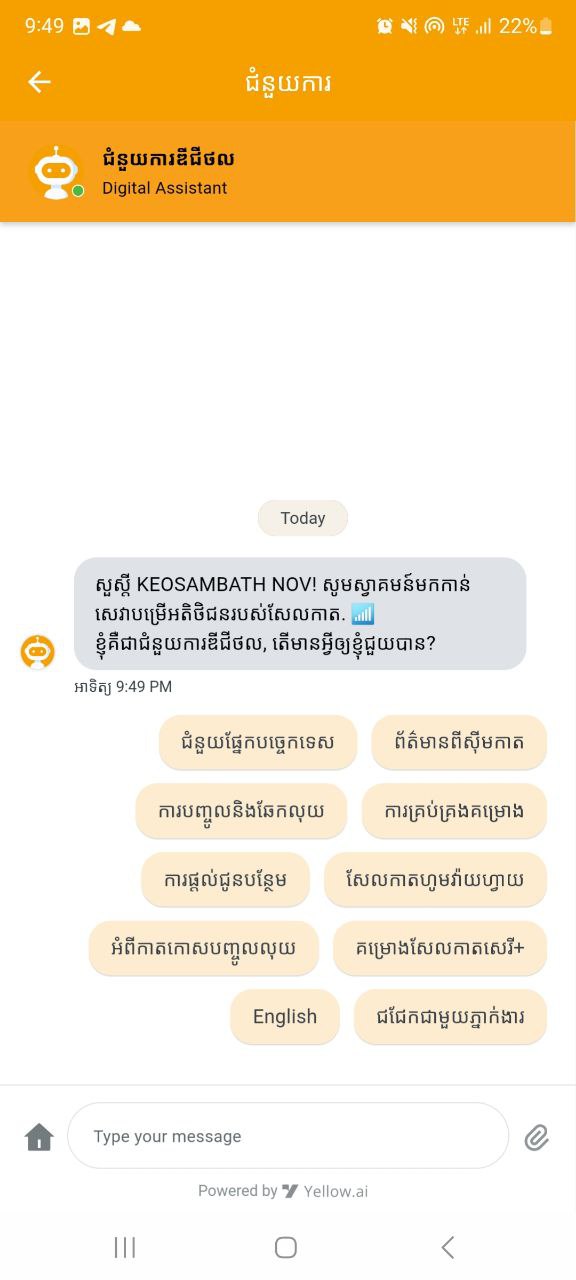 9:49
LTE
22%
ជំនួយការ
ជំនួយការឌីជីថល
Digital Assistant
Today
សួស្តី KEOSAMBATH NOV! សូមស្វាគមន៍មកកាន់
សេវាបម្រើអតិថិជនរបស់សែលកាត.
ខ្ញុំគឺជាជំនួយការឌីជីថល, តើមានអ្វីឲ្យខ្ញុំជួយបាន?
អាទិត្យ 9:49 PM
ជំនួយផ្នែកបច្ចេកទេស
ព័ត៌មានពីស៊ីមកាត
ការបញ្ចូលនិងឆែកលុយ
ការគ្រប់គ្រងគម្រោង
ការផ្តល់ជូនបន្ថែម
សែលកាតហូមវ៉ាយហ្វាយ
អំពីកាតកោសបញ្ចូលលុយ
គម្រោងសែលកាតសេរី+
English
ជជែកជាមួយភ្នាក់ងារ
Type your message
Powered by Yellow.ai